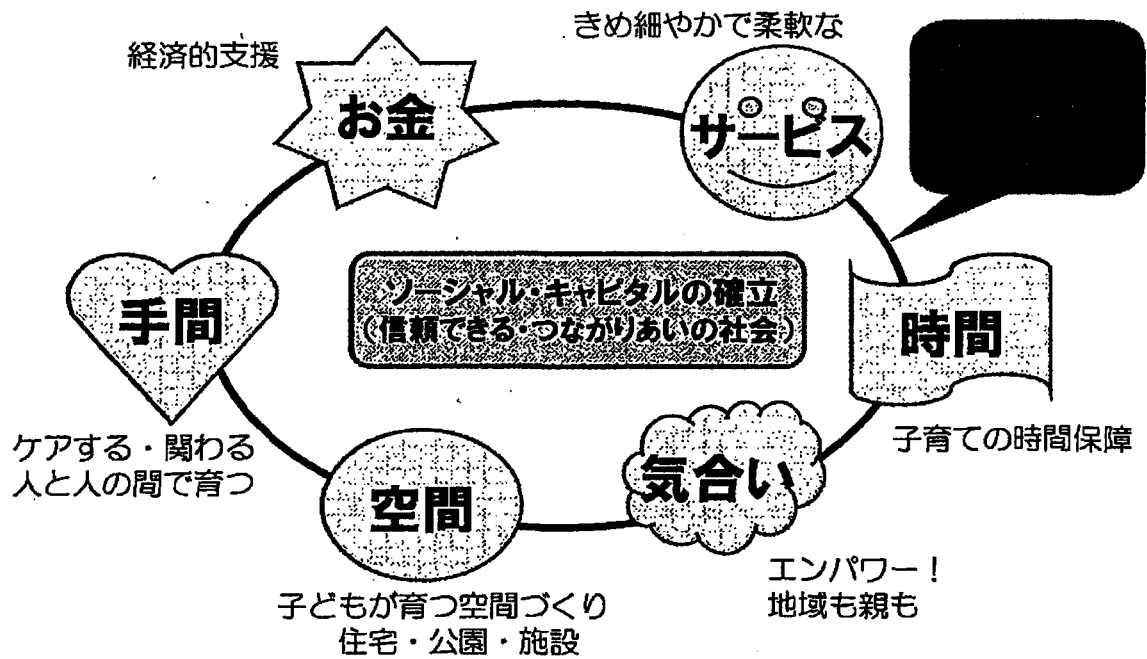 経済的支援
お金
きめ細やかで柔軟な
サービス
ソーシャル・キャピタルの確立
（信頼できる・つながりあいの社会）
手間
ケアする・関わる
人と人の間で育つ
時間
子育ての時間保障
空間
子どもが育つ空間づくり
住宅・公園・施設
気合い
エンパワー！
地域も親も